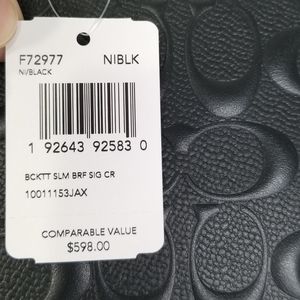 F72977 NIBLK
NI/BLACK
1 92643 92583 0
BCKTT SLM BRF SIG CR
10011153JAX
COMPARABLE VALUE
$598.00